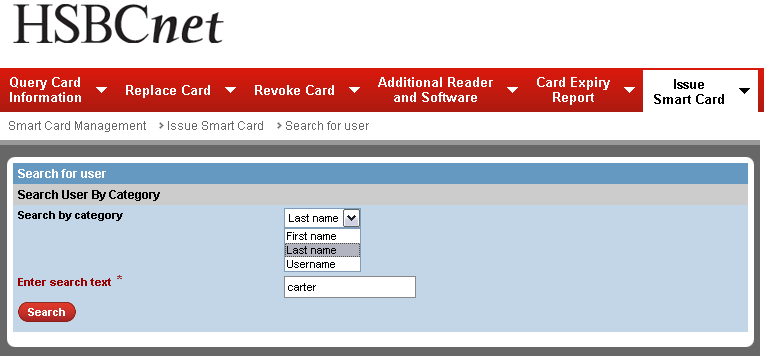 HSBCnet
Query Card Information
Replace Card
Revoke Card
Additional Reader and Software
Card Expiry Report
Issue Smart Card
Smart Card Management > Issue Smart Card > Search for user
Search for user
Search User By Category
Search by category
Last name
First name
Last name
Username
Enter search text *
carter
Search